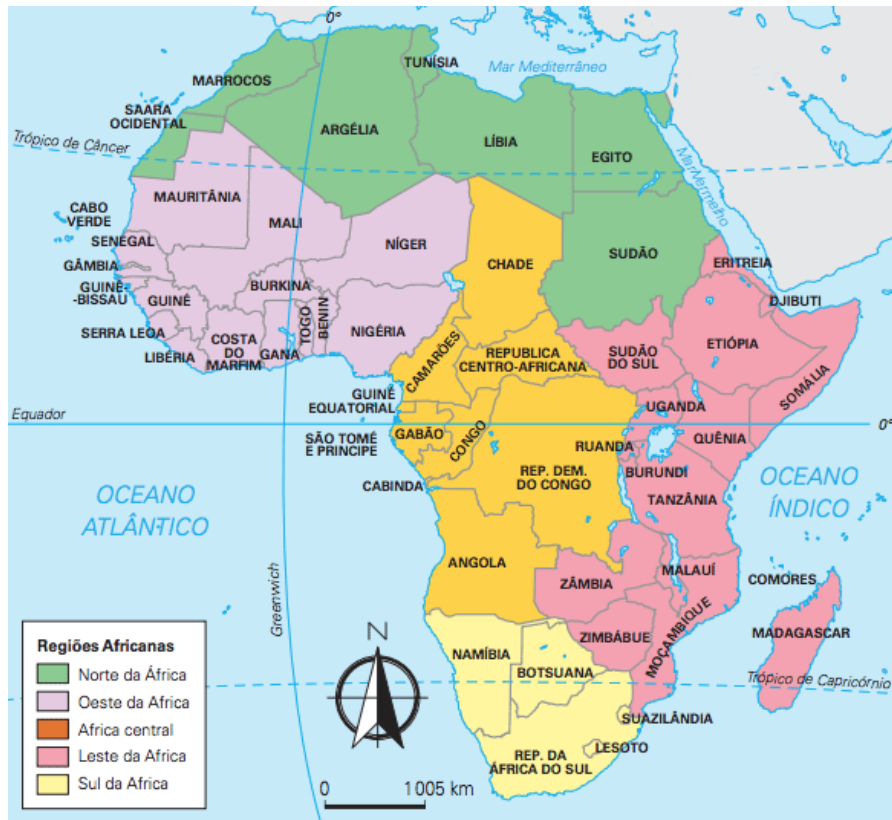 0°
TUNÍSIA
Mar Mediterrâneo
MARROCOS
SAARA
OCIDENTAL
Trópico de Câncer
ARGÉLIA
LÍBIA
EGITO
Mar Vermelho
MAURITÂNIA
CABO
VERDE
MALI
NÍGER
SENEGAL
GÂMBIA
GUINÉ-
-BISSAU
GUINÉ
BURKINA
CHADE
SUDÃO
ERITREIA
DJIBUTI
SERRA LEOA
LIBÉRIA
COSTA
DO
MARFIM
GANA
TOGO
BENIN
NIGÉRIA
CAMARÕES
REPUBLICA
CENTRO-AFRICANA
SUDÃO
DO SUL
ETIÓPIA
SOMÁLIA
GUINÉ
EQUATORIAL
Equador
0°
SÃO TOMÉ
E PRINCIPE
GABÃO
CONGO
UGANDA
QUÊNIA
RUANDA
BURUNDI
REP. DEM.
DO CONGO
CABINDA
TANZÂNIA
OCEANO
ATLÂNTICO
OCEANO
ÍNDICO
ANGOLA
ZÂMBIA
MALAUÍ
COMORES
MOÇAMBIQUE
ZIMBÁBUE
MADAGASCAR
Greenwich
NAMÍBIA
BOTSUANA
Trópico de Capricórnio
SUAZILÂNDIA
LESOTO
REP. DA
ÁFRICA DO SUL
N
0
1005 km
Regiões Africanas
Norte da África
Oeste da Africa
Africa central
Leste da Africa
Sul da Africa